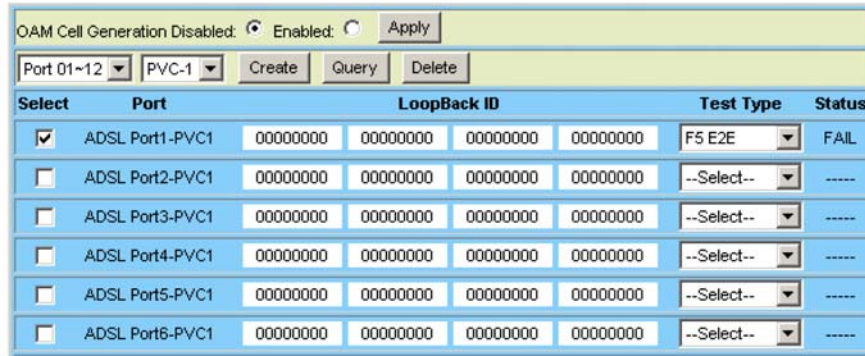 OAM Cell Generation Disabled: Enabled: Apply
Port 01~12 PVC-1 Create Query Delete
Select Port LoopBack ID Test Type Status
ADSL Port1-PVC1 00000000 00000000 00000000 00000000 F5 E2E FAIL
ADSL Port2-PVC1 00000000 00000000 00000000 00000000 --Select-- -----
ADSL Port3-PVC1 00000000 00000000 00000000 00000000 --Select-- -----
ADSL Port4-PVC1 00000000 00000000 00000000 00000000 --Select-- -----
ADSL Port5-PVC1 00000000 00000000 00000000 00000000 --Select-- -----
ADSL Port6-PVC1 00000000 00000000 00000000 00000000 --Select-- -----